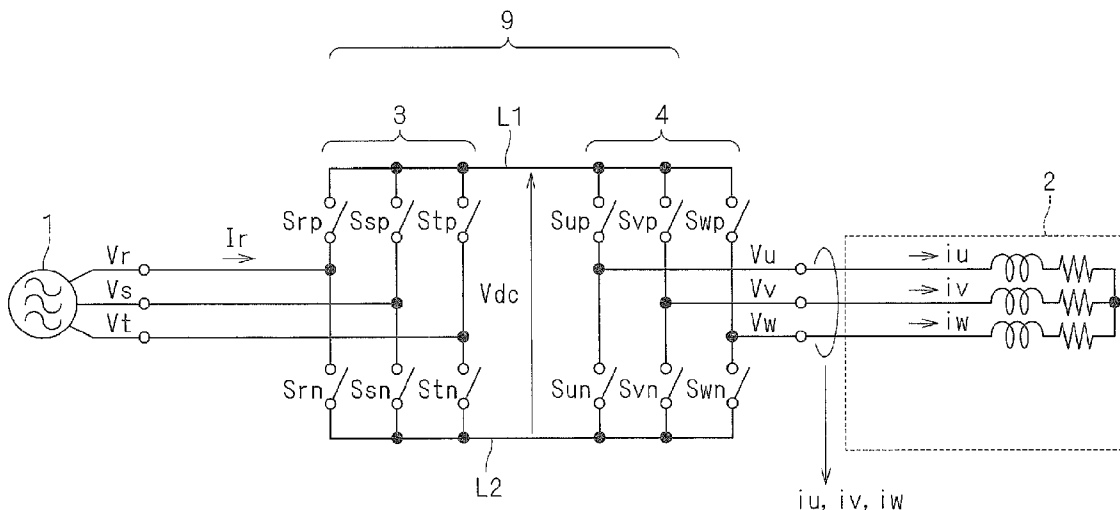 9
3
L1
4
Srp
Ssp
Stp
Sup
Svp
Swp
2
1
Vr
Ir
Vu
iu
Vs
Vdc
Vv
iv
Vt
Vw
iw
Srn
Ssn
Stn
Sun
Svn
Swn
L2
iu, iv, iw